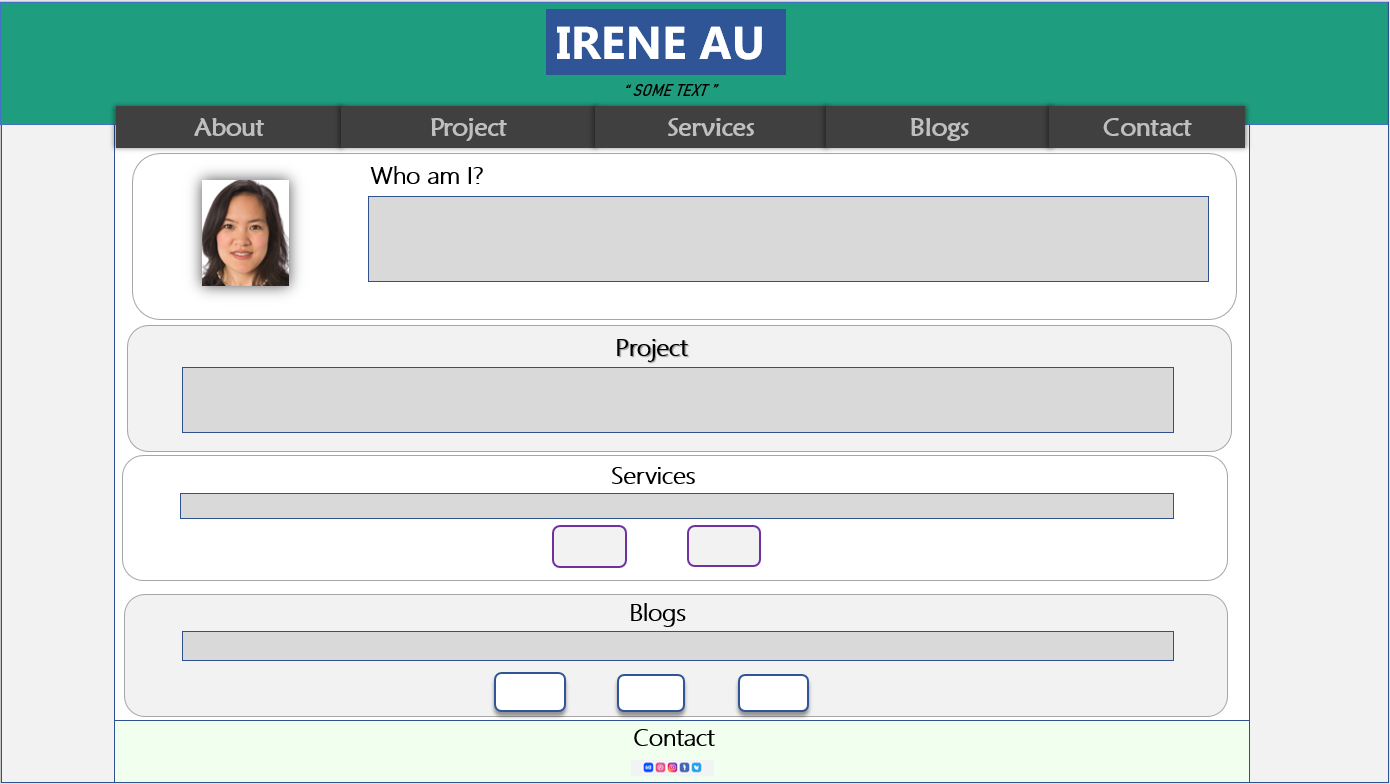 IRENE AU
“ SOME TEXT ”
About Project Services Blogs Contact
Who am I?
Project
Services
Blogs
Contact